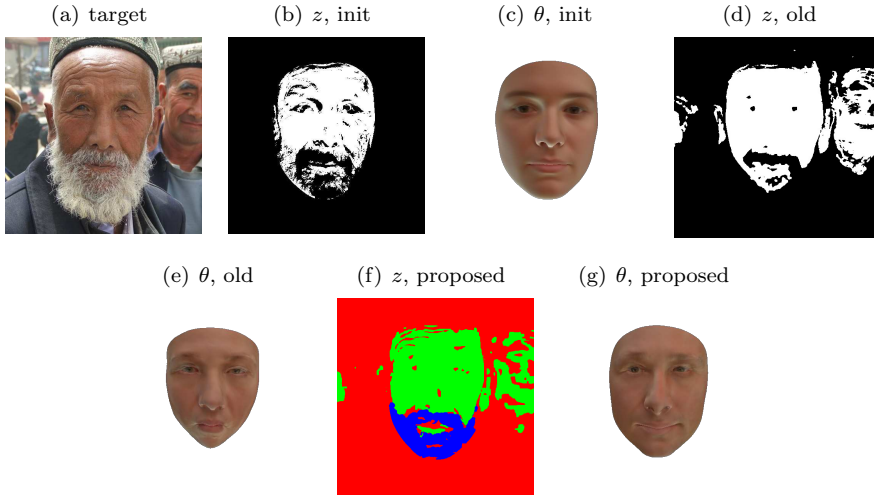 (a) target
(b) z, init
(c) θ, init
(d) z, old
(e) θ, old
(f) z, proposed
(g) θ, proposed